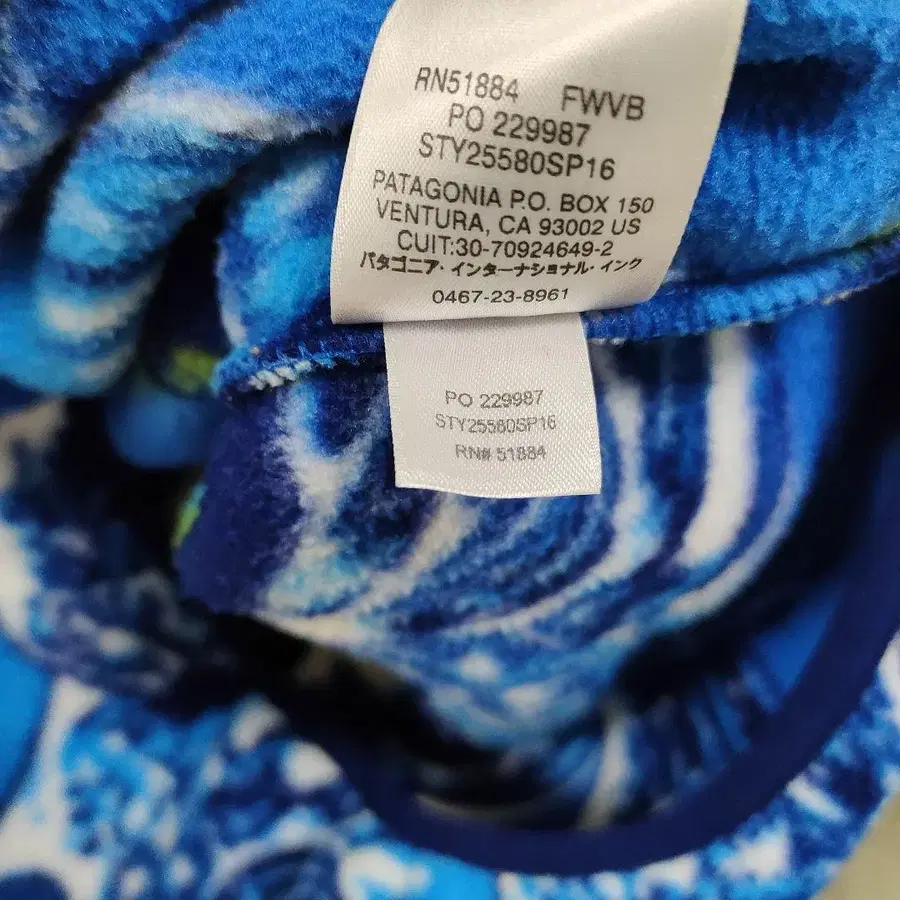 RN51884 FWVB
PO 229987
STY25580SP16
PATAGONIA P.O. BOX 150
VENTURA, CA 93002 US
CUIT:30-70924649-2
パタゴニア・インターナショナル・インク
0467-23-8961
PO 229987
STY25580SP16
RN# 51884